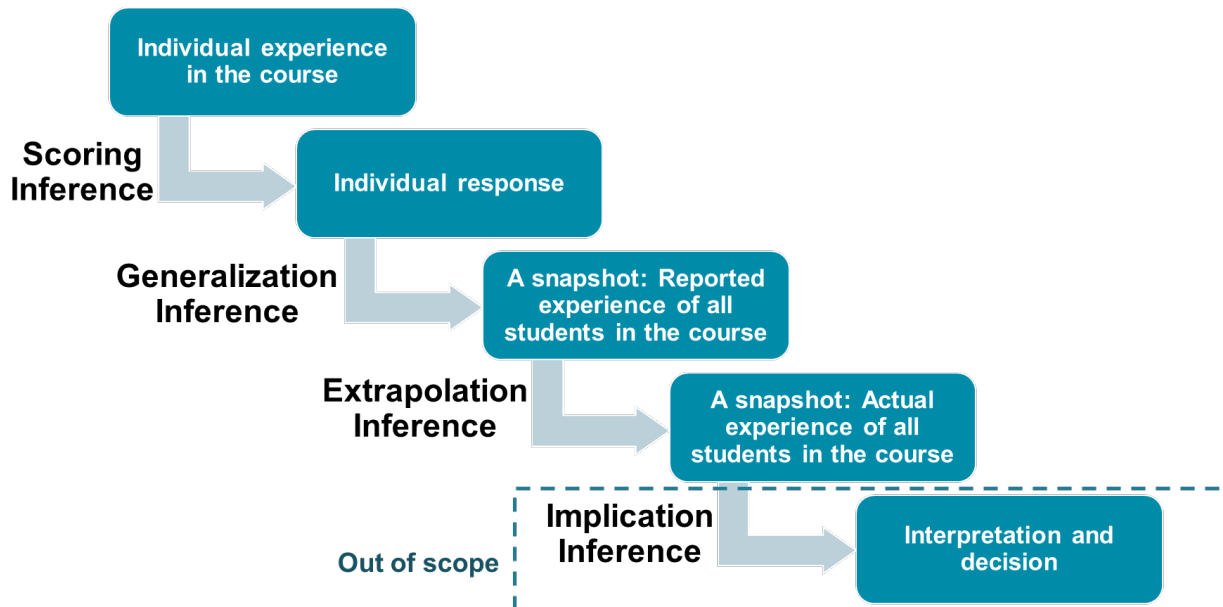 Individual experience
in the course
Scoring
Inference
Individual response
Generalization
Inference
A snapshot: Reported
experience of all
students in the course
Extrapolation
Inference
A snapshot: Actual
experience of all
students in the course
Implication
Inference
Interpretation and
decision
Out of scope